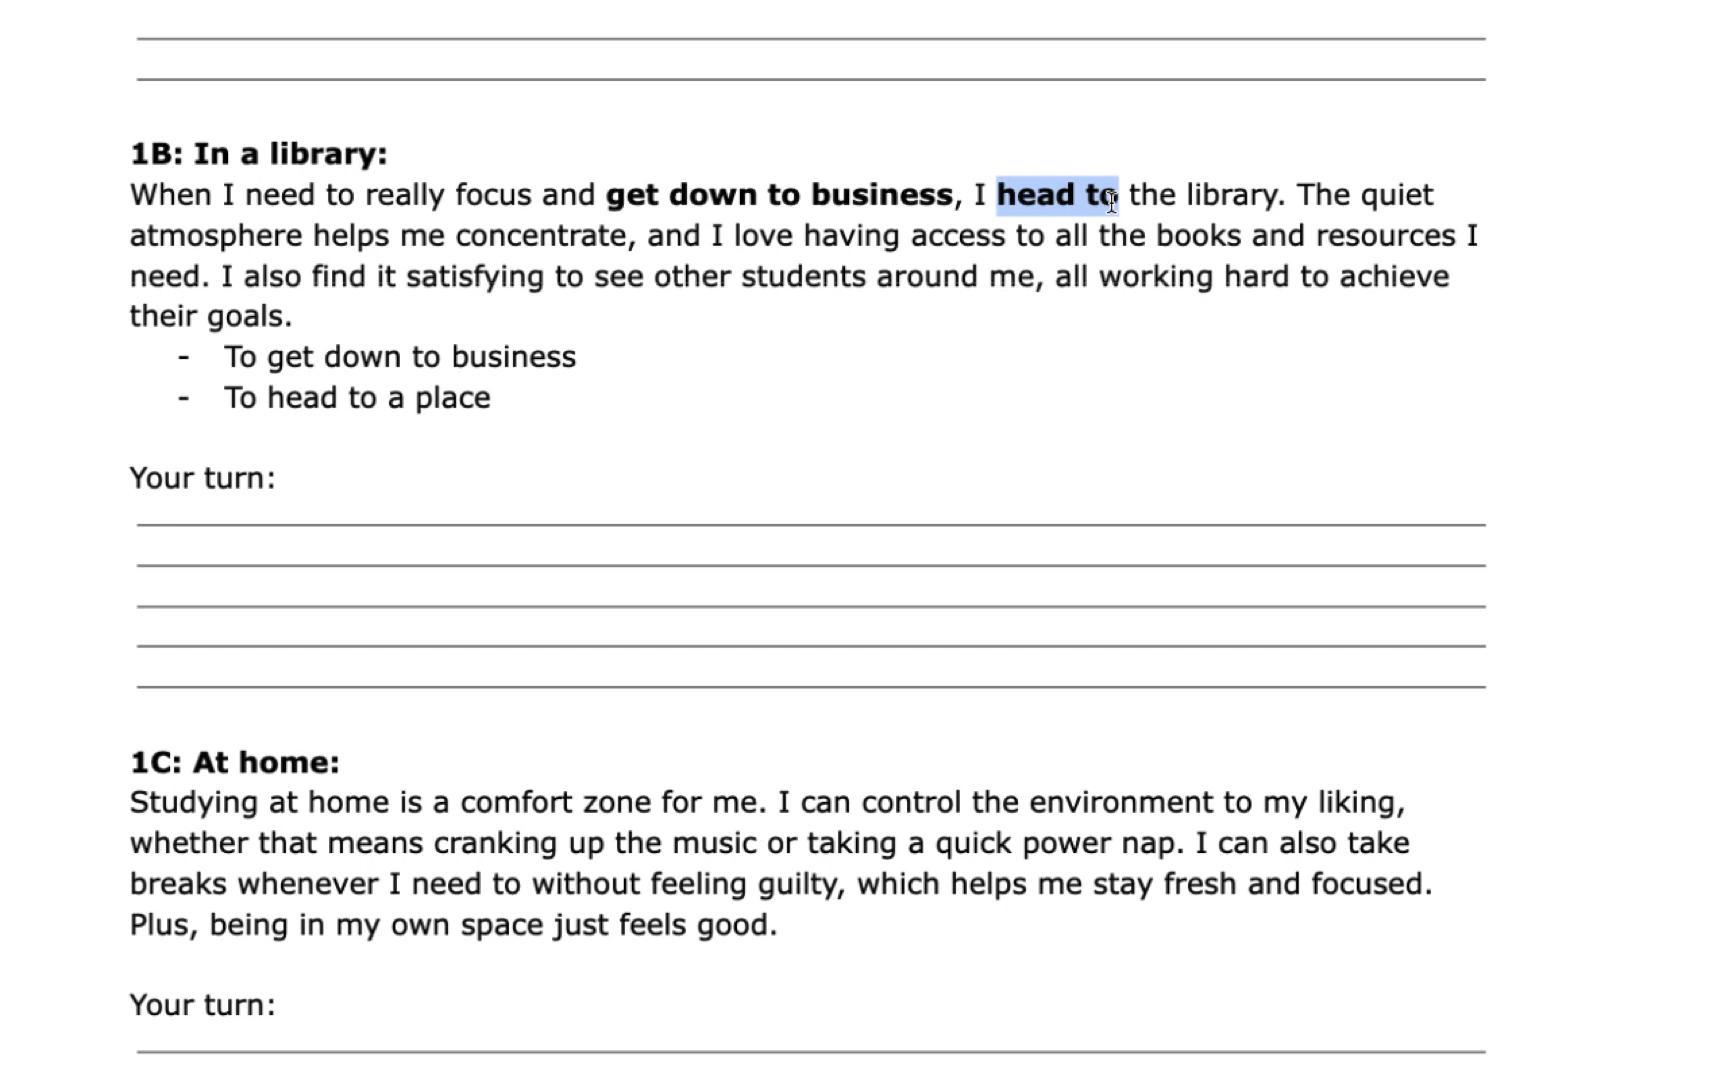 1B: In a library:
When I need to really focus and get down to business, I head to the library. The quiet
atmosphere helps me concentrate, and I love having access to all the books and resources I
need. I also find it satisfying to see other students around me, all working hard to achieve
their goals.
- To get down to business
- To head to a place
Your turn:
1C: At home:
Studying at home is a comfort zone for me. I can control the environment to my liking,
whether that means cranking up the music or taking a quick power nap. I can also take
breaks whenever I need to without feeling guilty, which helps me stay fresh and focused.
Plus, being in my own space just feels good.
Your turn: